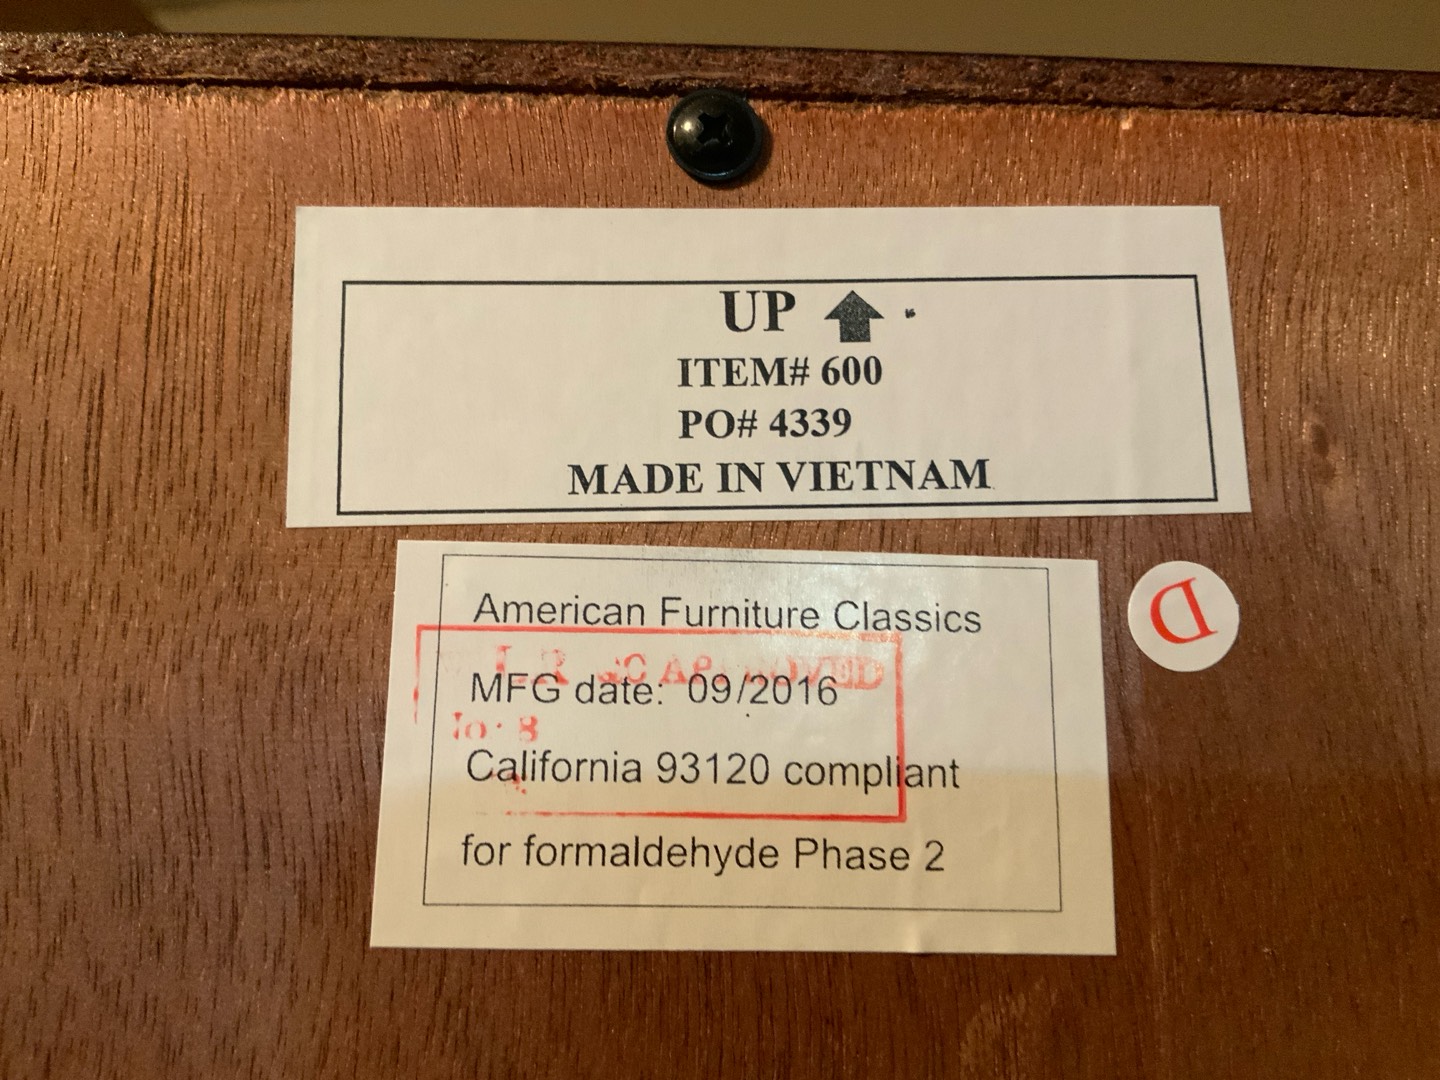 UP
ITEM# 600
PO# 4339
MADE IN VIETNAM
American Furniture Classics
MFG date: 09/2016
8
California 93120 compliant
for formaldehyde Phase 2
D